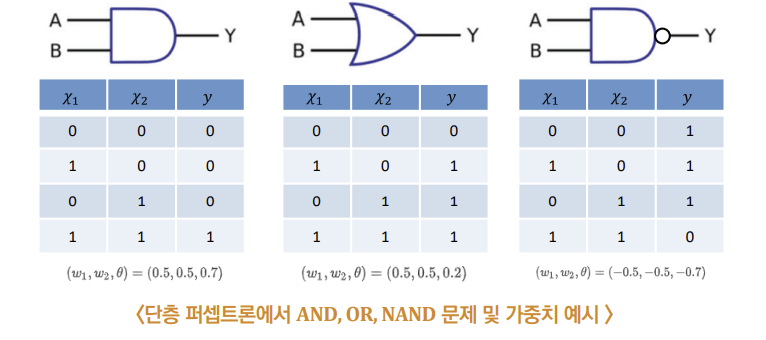 A B Y
A B Y
A B Y
χ1 χ2 y
0 0 0
1 0 0
0 1 0
1 1 1
(w1, w2, θ) = (0.5, 0.5, 0.7)
χ1 χ2 y
0 0 0
1 0 1
0 1 1
1 1 1
(w1, w2, θ) = (0.5, 0.5, 0.2)
χ1 χ2 y
0 0 1
1 0 1
0 1 1
1 1 0
(w1, w2, θ) = (−0.5, −0.5, −0.7)
<단층 퍼셉트론에서 AND, OR, NAND 문제 및 가중치 예시 >